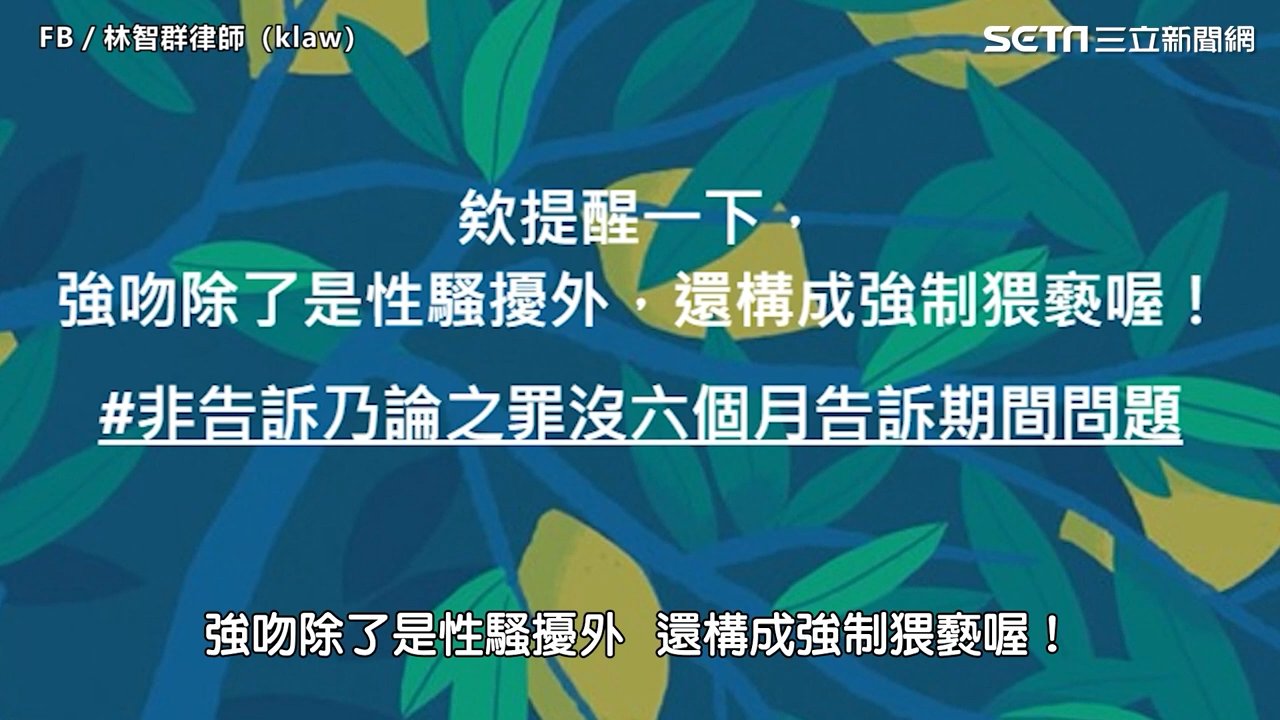 FB / 林智群律師（klaw）
SETN三立新聞網
欸提醒一下，
強吻除了是性騷擾外，還構成強制猥褻喔！
#非告訴乃論之罪沒六個月告訴期間問題
強吻除了是性騷擾外 還構成強制猥褻喔！